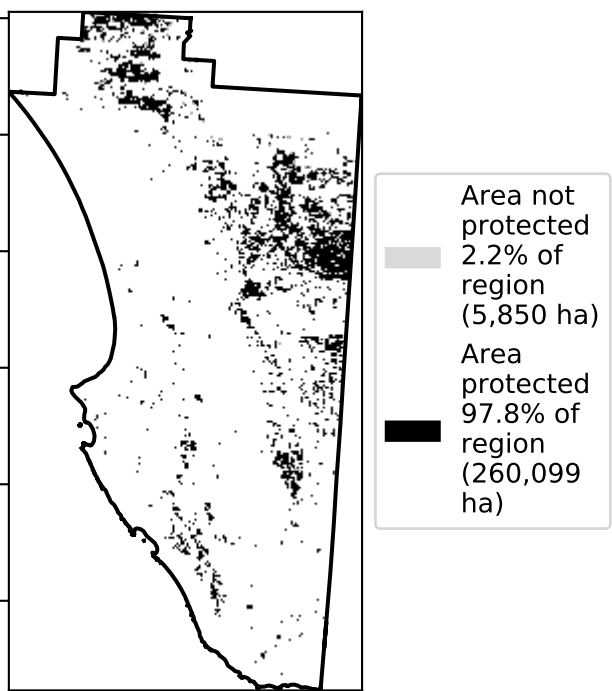 Area not
protected
2.2% of
region
(5,850 ha)
Area
protected
97.8% of
region
(260,099
ha)